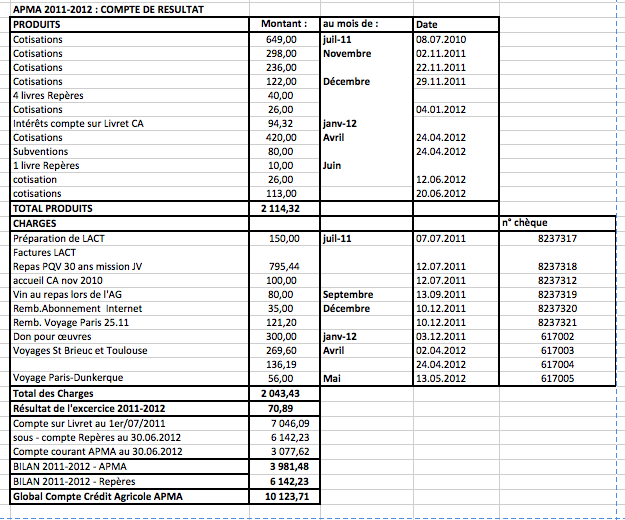 APMA 2011-2012 : COMPTE DE RESULTAT
PRODUITS Montant : au mois de : Date
Cotisations 649,00 juil-11 08.07.2010
Cotisations 298,00 Novembre 02.11.2011
Cotisations 236,00 22.11.2011
Cotisations 122,00 Décembre 29.11.2011
4 livres Repères 40,00
Cotisations 26,00 04.01.2012
Intérêts compte sur Livret CA 94,32 janv-12
Cotisations 420,00 Avril 24.04.2012
Subventions 80,00 24.04.2012
1 livre Repères 10,00 Juin
cotisation 26,00 12.06.2012
cotisations 113,00 20.06.2012
TOTAL PRODUITS 2 114,32
CHARGES n° chèque
Préparation de LACT 150,00 juil-11 07.07.2011 8237317
Factures LACT
Repas PQV 30 ans mission JV 795,44 12.07.2011 8237318
accueil CA nov 2010 100,00 12.07.2011 8237312
Vin au repas lors de l'AG 80,00 Septembre 13.09.2011 8237319
Remb.Abonnement Internet 35,00 Décembre 10.12.2011 8237320
Remb. Voyage Paris 25.11 121,20 10.12.2011 8237321
Don pour œuvres 300,00 janv-12 03.12.2011 617002
Voyages St Brieuc et Toulouse 269,60 Avril 02.04.2012 617003
136,19 24.04.2012 617004
Voyage Paris-Dunkerque 56,00 Mai 13.05.2012 617005
Total des Charges 2 043,43
Résultat de l'excercice 2011-2012 70,89
Compte sur Livret au 1er/07/2011 7 046,09
sous - compte Repères au 30.06.2012 6 142,23
Compte courant APMA au 30.06.2012 3 077,62
BILAN 2011-2012 - APMA 3 981,48
BILAN 2011-2012 - Repères 6 142,23
Global Compte Crédit Agricole APMA 10 123,71